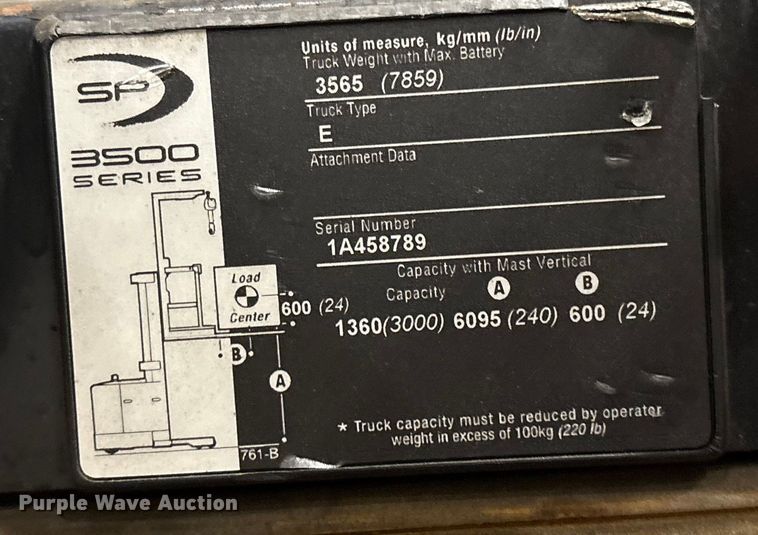 SP
3500
SERIES
Units of measure, kg/mm (lb/in)
Truck Weight with Max. Battery
3565 (7859)
Truck Type
E
Attachment Data
Serial Number
1A458789
Capacity with Mast Vertical
Capacity A B
1360(3000) 6095 (240) 600 (24)
Load
Center
600 (24)
B
A
761-B
* Truck capacity must be reduced by operator
weight in excess of 100kg (220 lb)
Purple Wave Auction